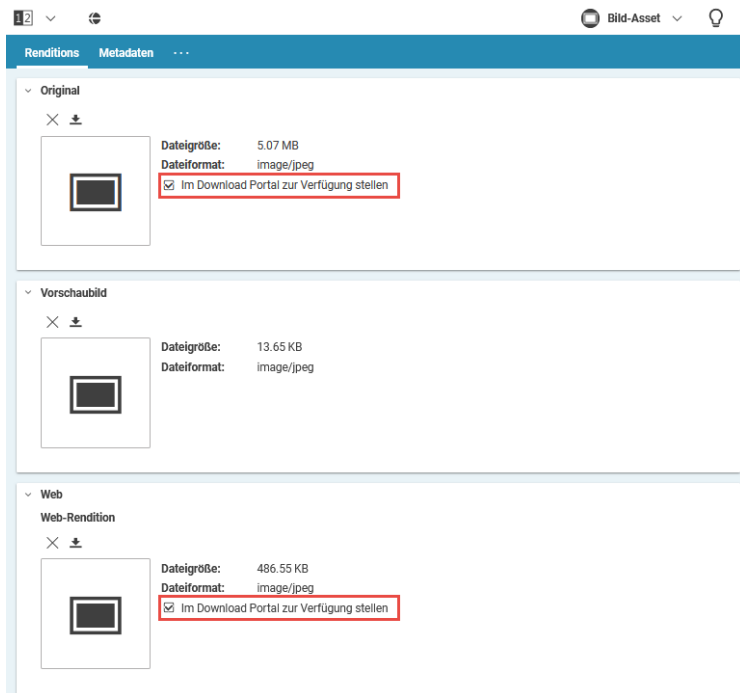 12
Bild-Asset
Renditions Metadaten ···
Original
Dateigröße: 5.07 MB
Dateiformat: image/jpeg
Im Download Portal zur Verfügung stellen
Vorschaubild
Dateigröße: 13.65 KB
Dateiformat: image/jpeg
Web
Web-Rendition
Dateigröße: 486.55 KB
Dateiformat: image/jpeg
Im Download Portal zur Verfügung stellen